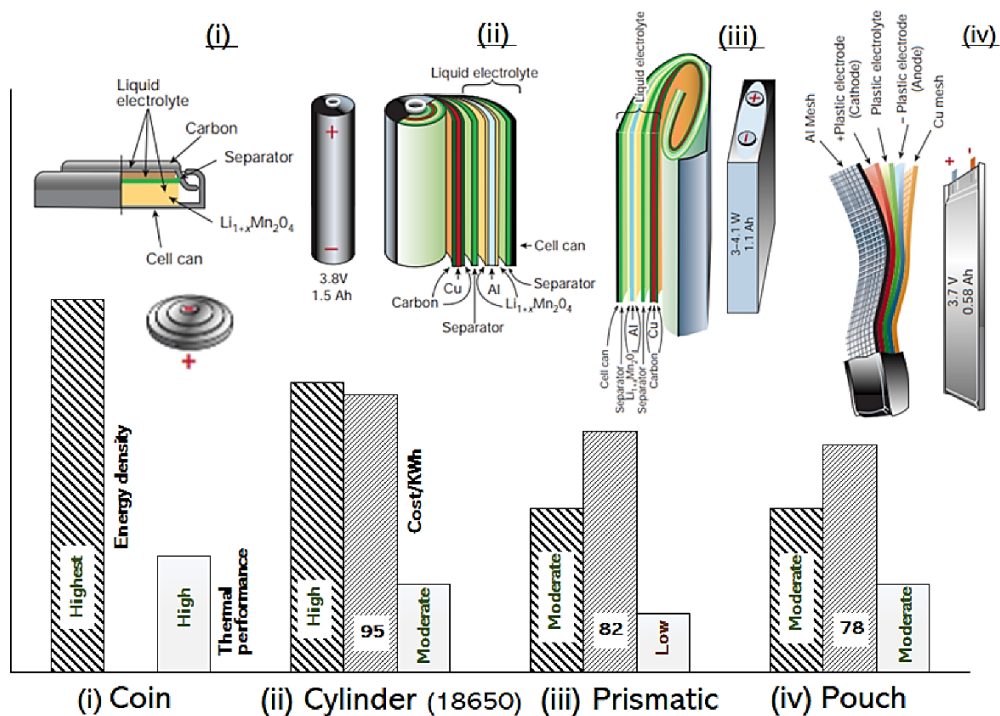 (i)
Liquid
electrolyte
Carbon
Separator
Li1+xMn2O4
Cell can
-
+
(ii)
Liquid electrolyte
+
–
3.8V
1.5 Ah
Cell can
Cu
Al
Separator
Carbon
Li1+xMn2O4
Separator
(iii)
Liquid electrolyte
+
–
3–4.1 W
1.1 Ah
Cell can
Separator
Li1+xMn2O4
Al
Separator
Carbon
Cu
(iv)
Al Mesh
+Plastic electrode
(Cathode)
Plastic electrolyte
– Plastic electrode
(Anode)
Cu mesh
+
-
3.7 V
0.58 Ah
Highest
Energy density
High
Thermal
performance
High
95
Cost/KWh
Moderate
Moderate
82
Low
Moderate
78
Moderate
(i) Coin
(ii) Cylinder (18650)
(iii) Prismatic
(iv) Pouch